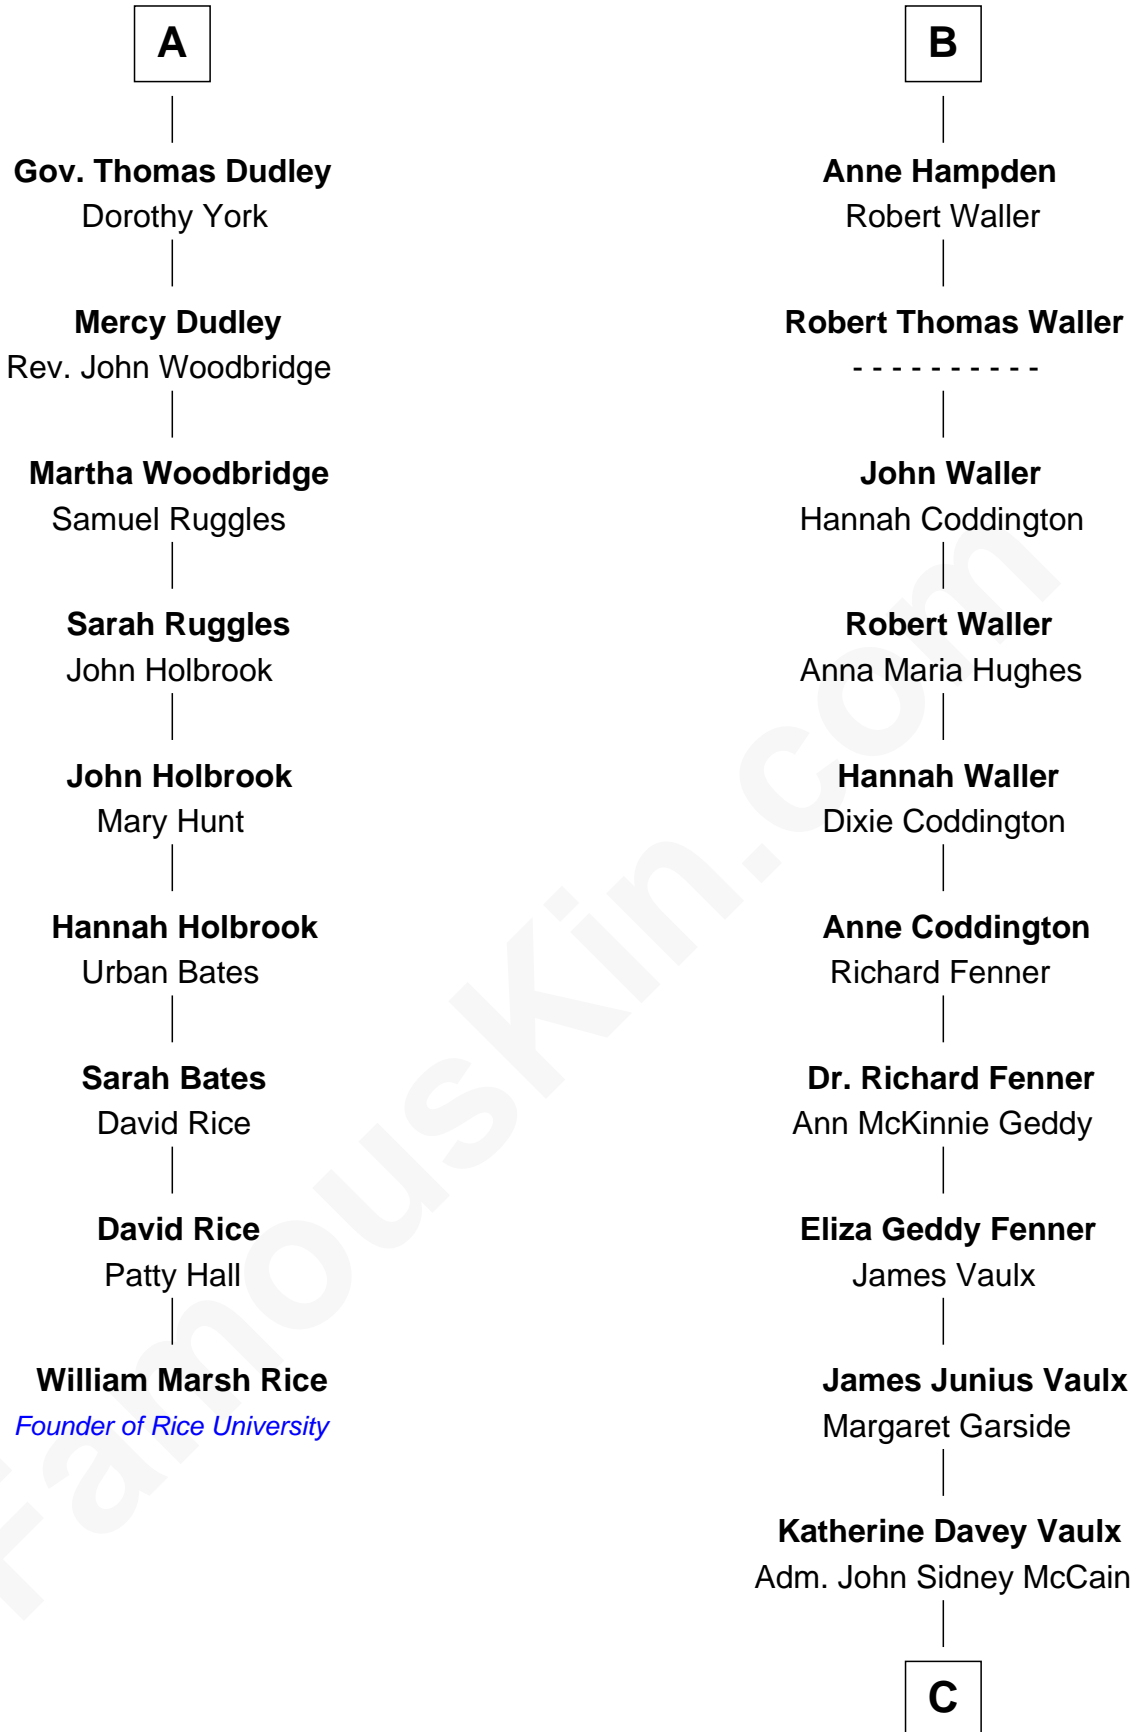 A
Gov. Thomas Dudley
Dorothy York
Mercy Dudley
Rev. John Woodbridge
Martha Woodbridge
Samuel Ruggles
Sarah Ruggles
John Holbrook
John Holbrook
Mary Hunt
Hannah Holbrook
Urban Bates
Sarah Bates
David Rice
David Rice
Patty Hall
William Marsh Rice
Founder of Rice University
B
Anne Hampden
Robert Waller
Robert Thomas Waller
- - - - - - - - - -
John Waller
Hannah Coddington
Robert Waller
Anna Maria Hughes
Hannah Waller
Dixie Coddington
Anne Coddington
Richard Fenner
Dr. Richard Fenner
Ann McKinnie Geddy
Eliza Geddy Fenner
James Vaulx
James Junius Vaulx
Margaret Garside
Katherine Davey Vaulx
Adm. John Sidney McCain
C
FamousKin.com